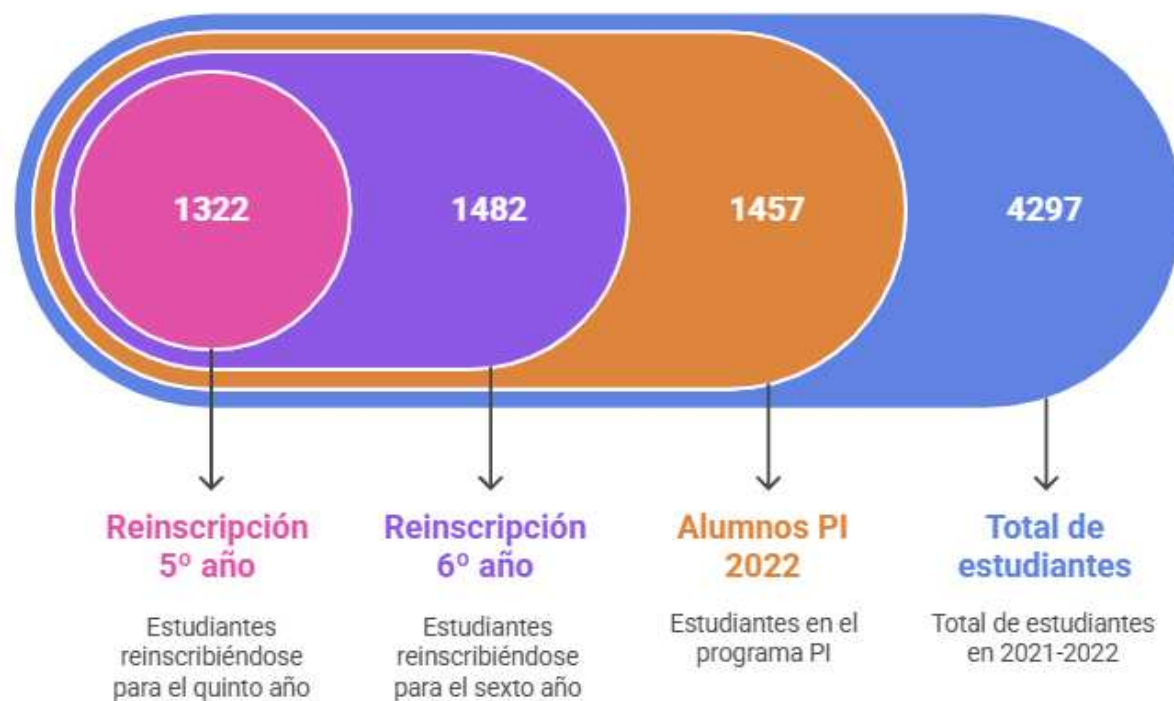 1322
1482
1457
4297
Reinscripción
5º año
Estudiantes
reinscribiéndose
para el quinto año
Reinscripción
6º año
Estudiantes
reinscribiéndose
para el sexto año
Alumnos PI
2022
Estudiantes en el
programa PI
Total de
estudiantes
Total de estudiantes
en 2021-2022